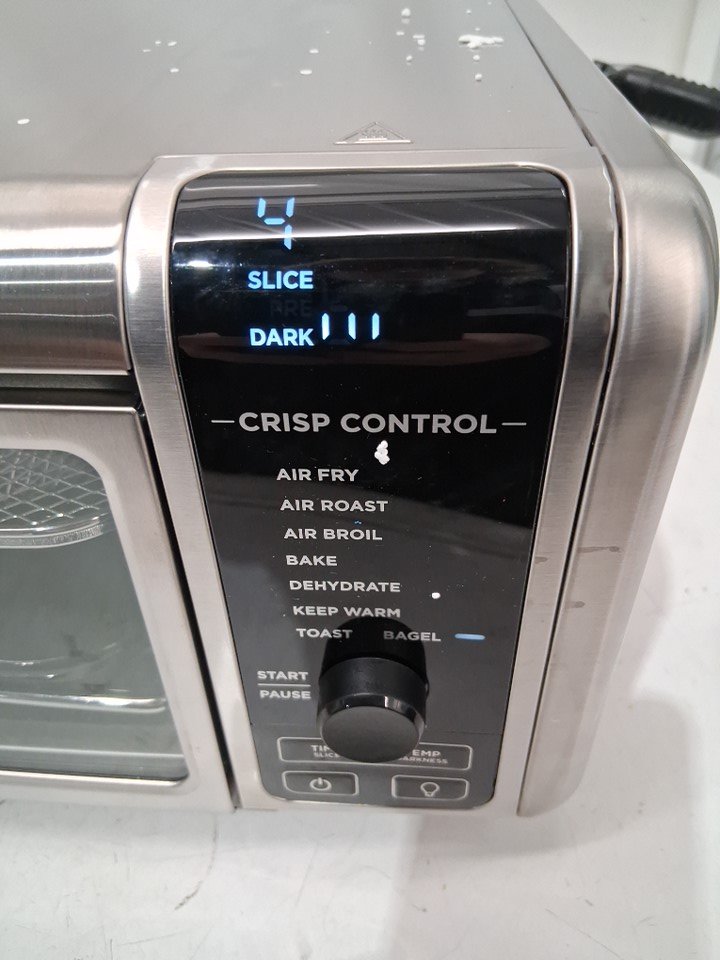 4
SLICE
PRE
DARK
CRISP CONTROL
AIR FRY
AIR ROAST
AIR BROIL
BAKE
DEHYDRATE
KEEP WARM
TOAST BAGEL
START
PAUSE